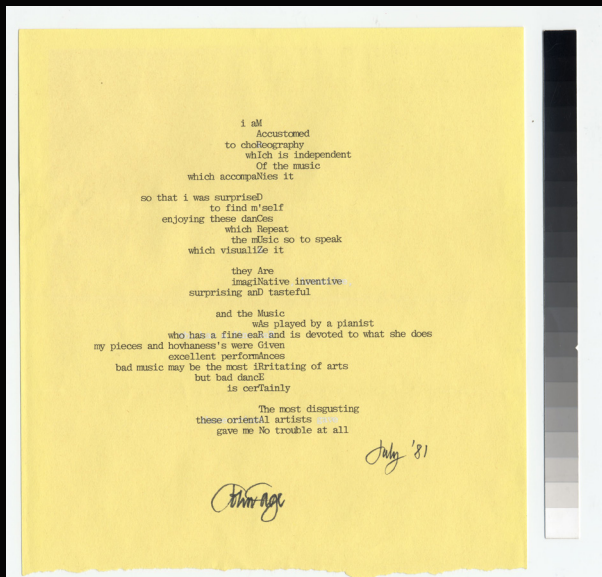 i aM
Accustomed
to choReography
whIch is independent
Of the music
which accompaNies it
so that i was surpriseD
to find m'self
enjoying these danCes
which Repeat
the mUsic so to speak
which visualiZe it
they Are
imagiNative inventive
surprising anD tasteful
and the Music
wAs played by a pianist
who has a fine eaR and is devoted to what she does
my pieces and hovhaness's were Given
excellent performAnces
bad music may be the most iRritating of arts
but bad dancE
is cerTainly
The most disgusting
these orientAl artists
gave me No trouble at all
July '81
John Cage